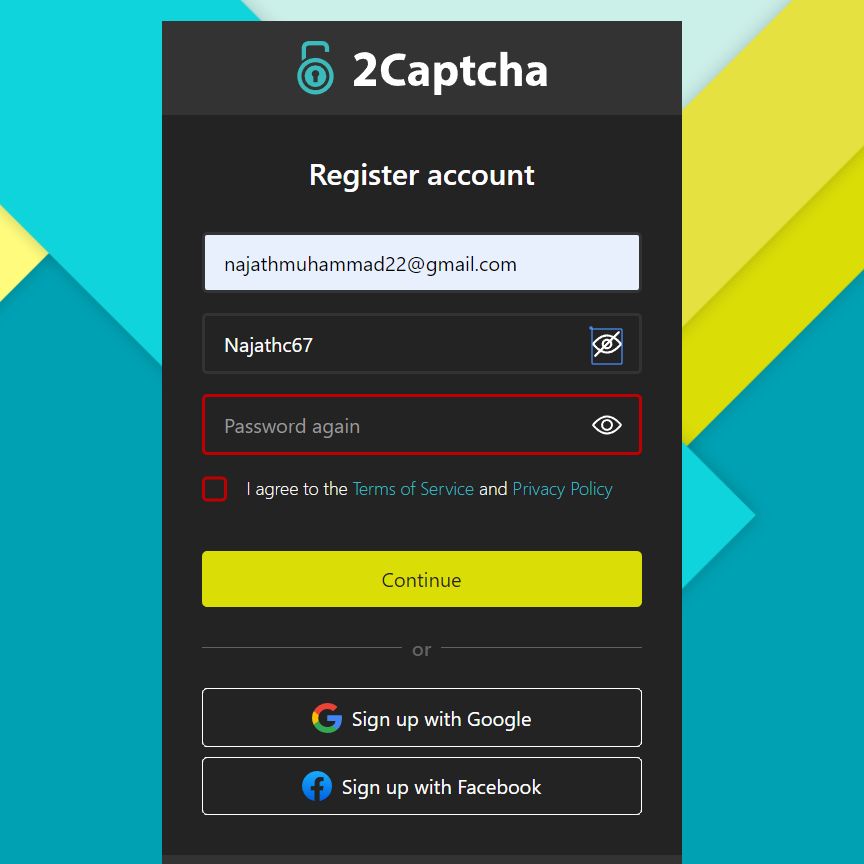 2Captcha
Register account
najathmuhammad22@gmail.com
Najathc67
Password again
I agree to the Terms of Service and Privacy Policy
Continue
or
Sign up with Google
Sign up with Facebook